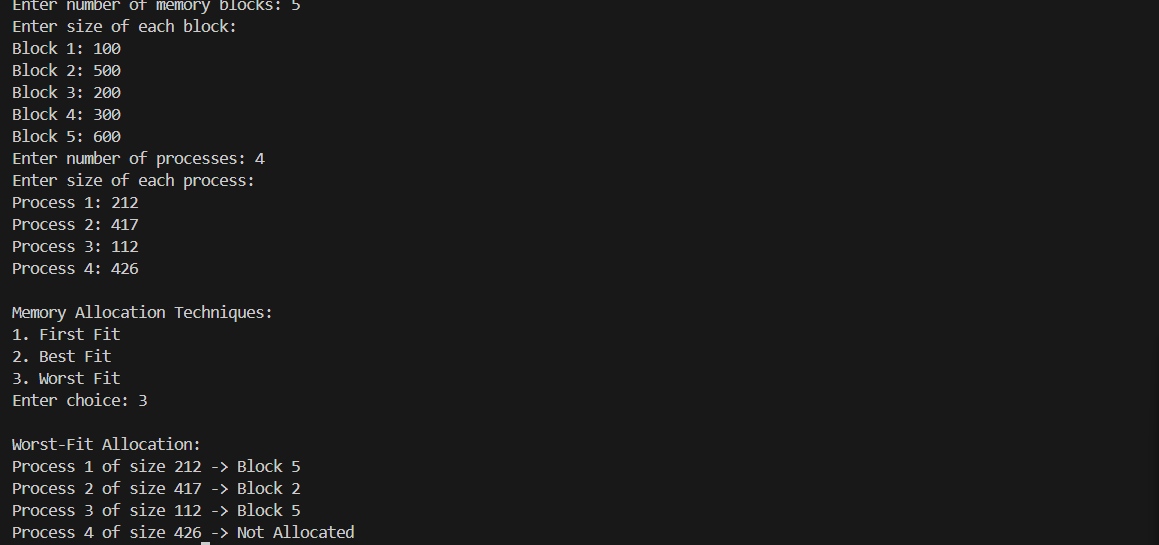 Enter number of memory blocks: 5
Enter size of each block:
Block 1: 100
Block 2: 500
Block 3: 200
Block 4: 300
Block 5: 600
Enter number of processes: 4
Enter size of each process:
Process 1: 212
Process 2: 417
Process 3: 112
Process 4: 426
Memory Allocation Techniques:
1. First Fit
2. Best Fit
3. Worst Fit
Enter choice: 3
Worst-Fit Allocation:
Process 1 of size 212 -> Block 5
Process 2 of size 417 -> Block 2
Process 3 of size 112 -> Block 5
Process 4 of size 426 -> Not Allocated